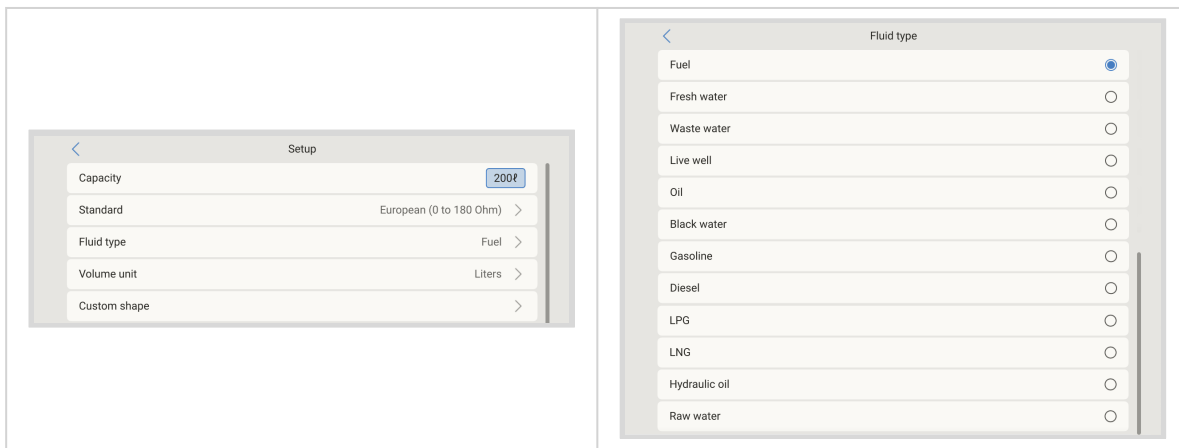 Setup
Capacity 200ℓ
Standard European (0 to 180 Ohm)
Fluid type Fuel
Volume unit Liters
Custom shape
Fluid type
Fuel
Fresh water
Waste water
Live well
Oil
Black water
Gasoline
Diesel
LPG
LNG
Hydraulic oil
Raw water